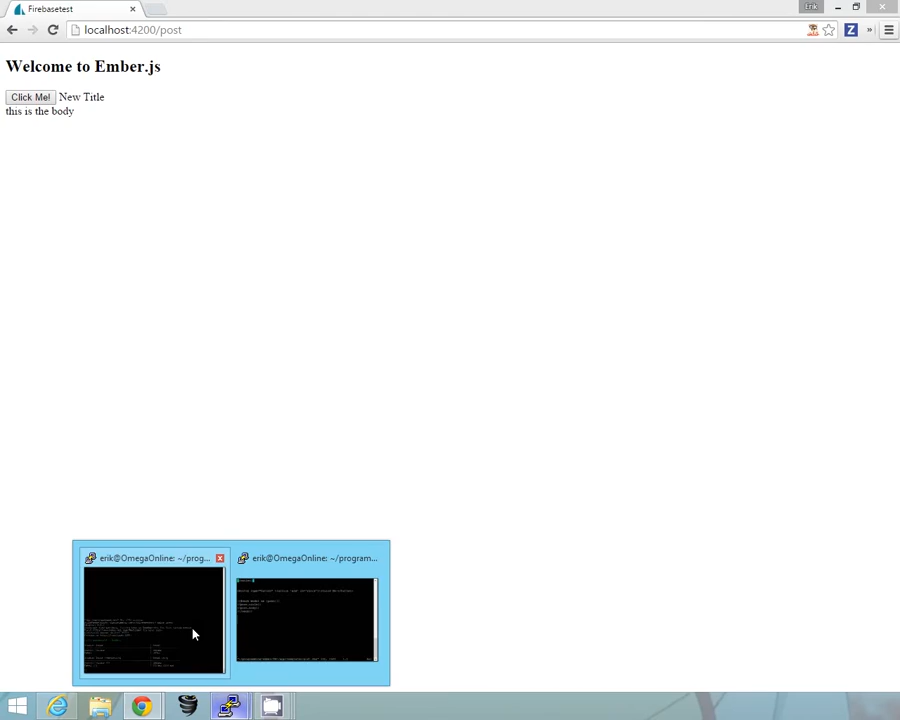 Firebasetest
Erik
localhost:4200/post
Z
Welcome to Ember.js
Click Me! New Title
this is the body
erik@OmegaOnline: ~/prog...
erik@OmegaOnline: ~/program...